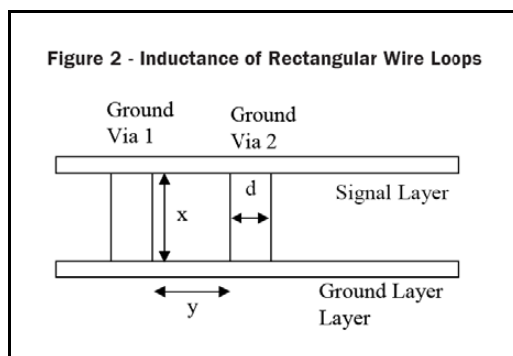 Figure 2 - Inductance of Rectangular Wire Loops
Ground
Via 1
Ground
Via 2
d
Signal Layer
x
Ground Layer
Layer
y